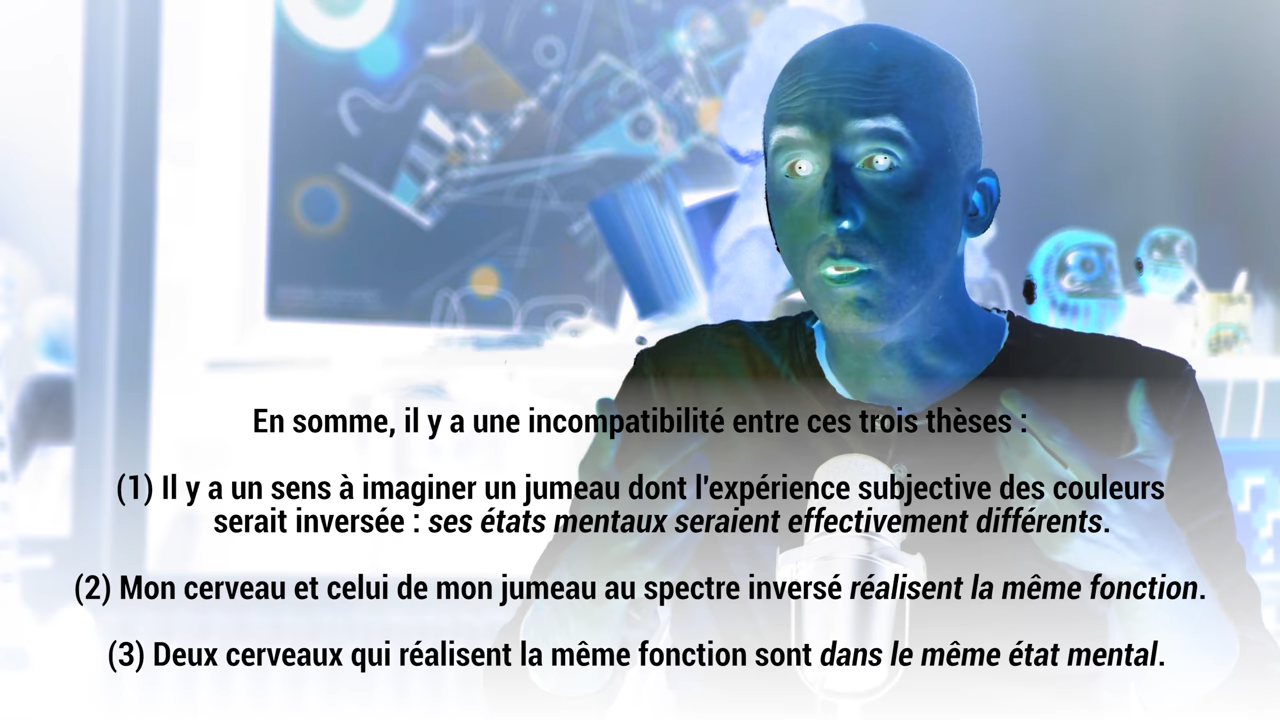 En somme, il y a une incompatibilité entre ces trois thèses :
(1) Il y a un sens à imaginer un jumeau dont l'expérience subjective des couleurs
serait inversée : ses états mentaux seraient effectivement différents.
(2) Mon cerveau et celui de mon jumeau au spectre inversé réalisent la même fonction.
(3) Deux cerveaux qui réalisent la même fonction sont dans le même état mental.